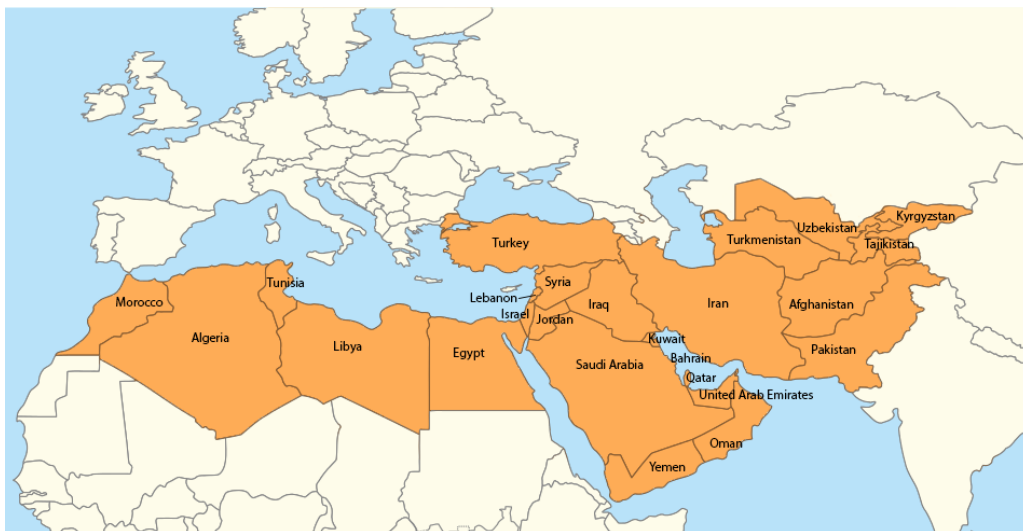 Kyrgyzstan
Uzbekistan
Turkey
Turkmenistan
Tajikistan
Syria
Tunisia
Lebanon
Morocco
Iraq
Iran
Afghanistan
Israel
Jordan
Algeria
Libya
Kuwait
Egypt
Pakistan
Bahrain
Saudi Arabia
Qatar
United Arab Emirates
Oman
Yemen